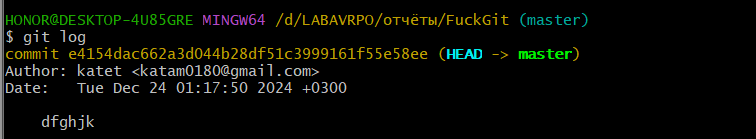 HONOR@DESKTOP-4U85GRE MINGW64 /d/LABAVRPO/отчёты/FuckGit (master)
$ git log
commit e4154dac662a3d044b28df51c3999161f55e58ee (HEAD -> master)
Author: katet <katam0180@gmail.com>
Date:   Tue Dec 24 01:17:50 2024 +0300
    dfghjk